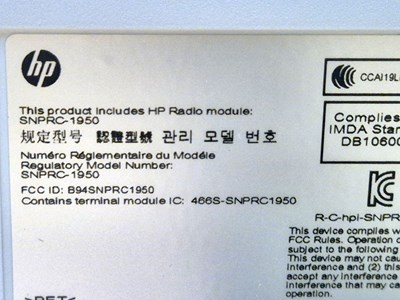 hp
This product includes HP Radio module:
SNPRC-1950
规定型号 認證型號 관리 모델 번호
Numéro Réglementaire du Modèle
Regulatory Model Number:
SNPRC-1950
FCC ID: B94SNPRC1950
Contains terminal module IC: 466S-SNPRC1950
CCAI19L
Complies
IMDA Stan
DB10600
R-C-hpi-SNPR
This device complies w
FCC Rules. Operation
subject to the following
This device may not cau
interference and (2) this
accept any interference
interference that may c
operation.